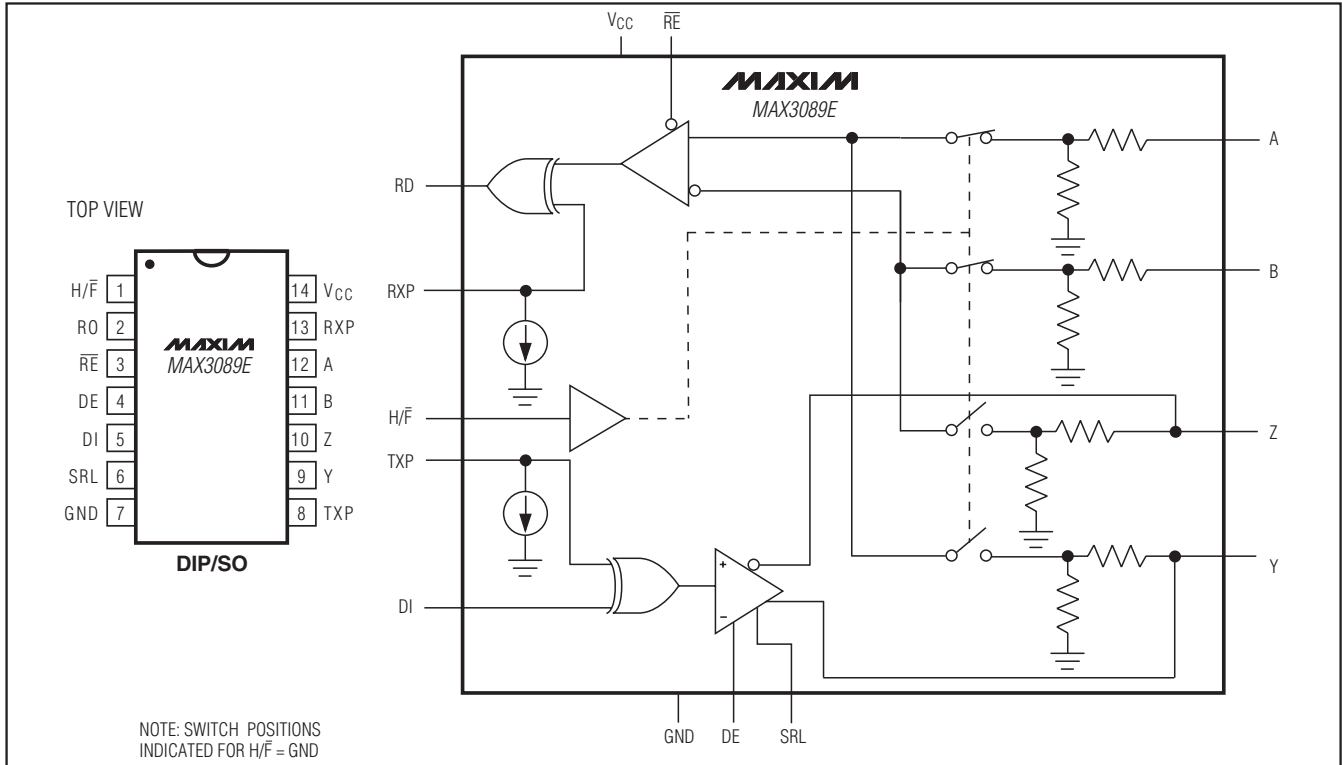 TOP VIEW
H/F̅ 1
RO 2
R̅E̅ 3
DE 4
DI 5
SRL 6
GND 7
MAXIM
MAX3089E
14 VCC
13 RXP
12 A
11 B
10 Z
9 Y
8 TXP
DIP/SO
NOTE: SWITCH POSITIONS
INDICATED FOR H/F̅ = GND
VCC R̅E̅
MAXIM
MAX3089E
RD
RXP
H/F̅
TXP
DI
+
–
A
B
Z
Y
GND DE SRL